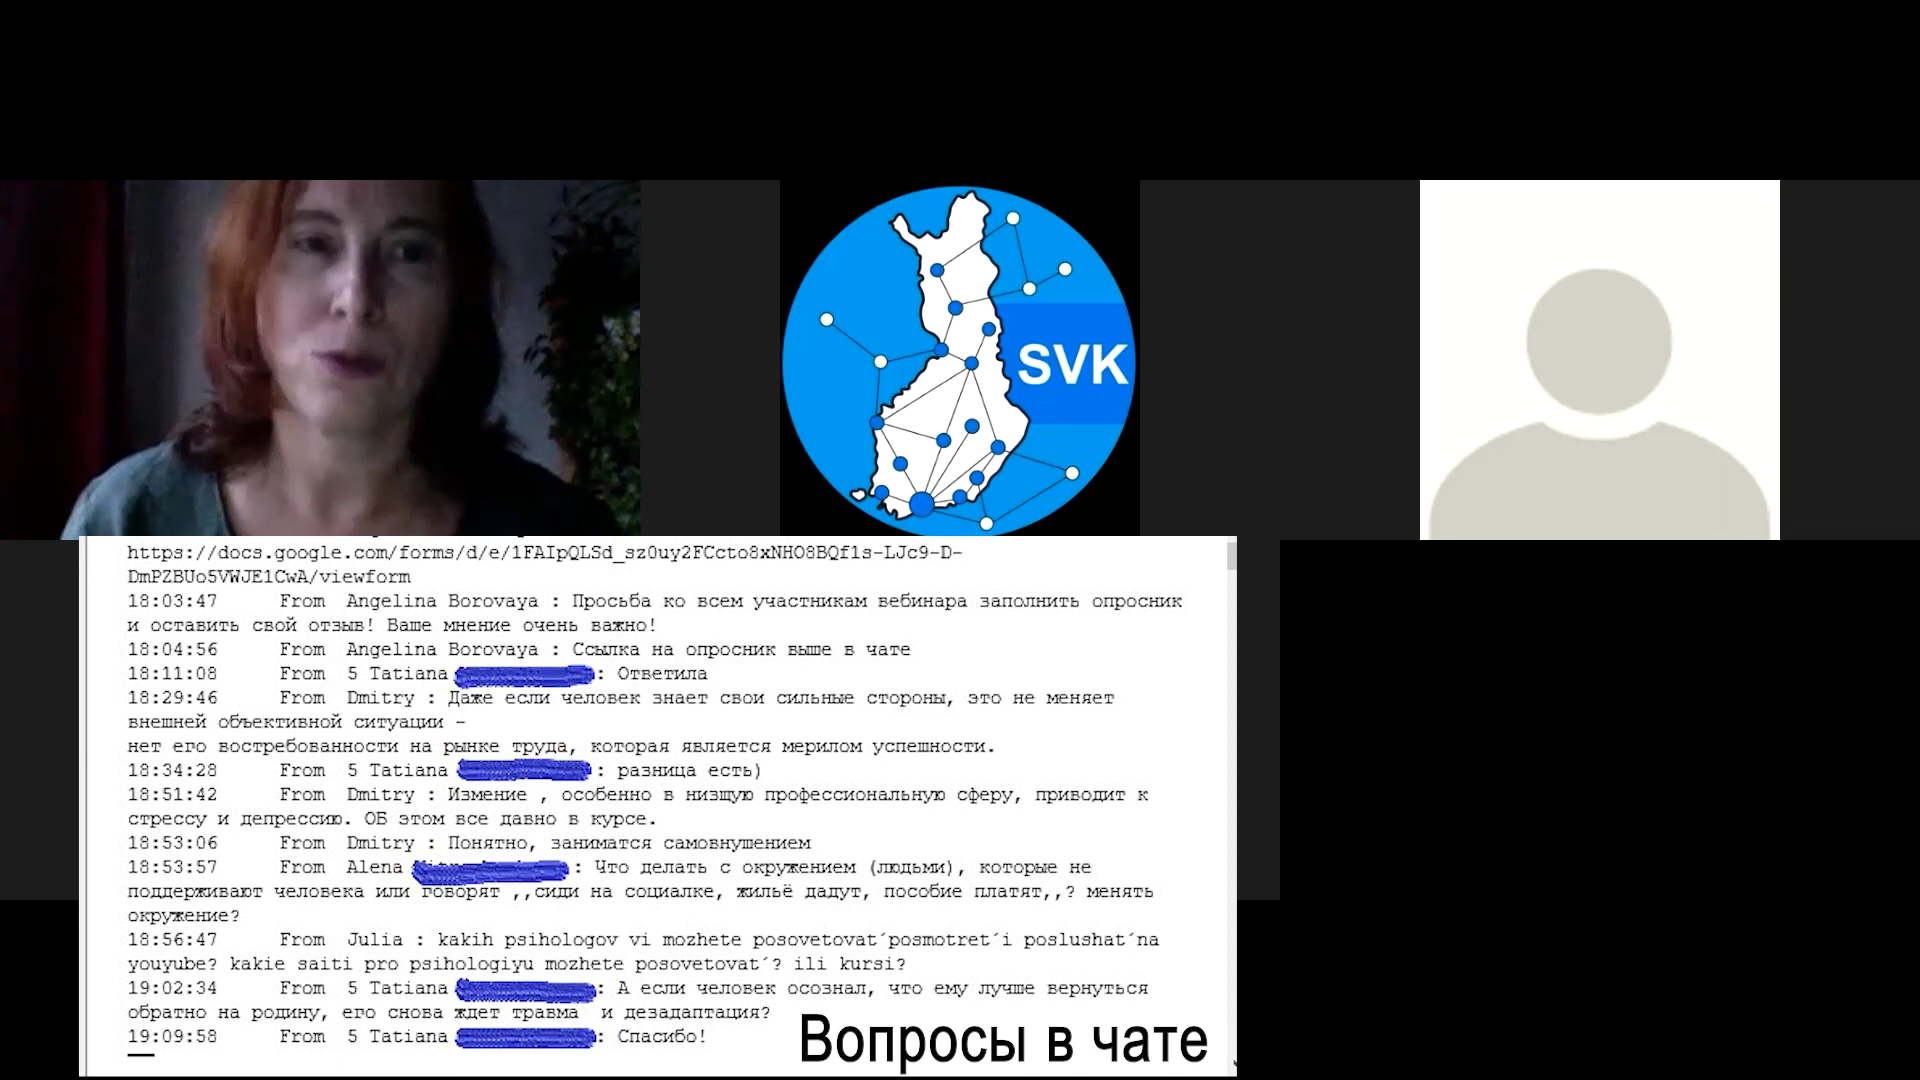 SVK
https://docs.google.com/forms/d/e/1FAIpQLSd_sz0uy2FCcto8xNHO8BQf1s-LJc9-D-
DmPZBUo5VWJE1CwA/viewform
18:03:47 From Angelina Borovaya : Просьба ко всем участникам вебинара заполнить опросник
и оставить свой отзыв! Ваше мнение очень важно!
18:04:56 From Angelina Borovaya : Ссылка на опросник выше в чате
18:11:08 From 5 Tatiana : Ответила
18:29:46 From Dmitry : Даже если человек знает свои сильные стороны, это не меняет
внешней объективной ситуации -
нет его востребованности на рынке труда, которая является мерилом успешности.
18:34:28 From 5 Tatiana : разница есть)
18:51:42 From Dmitry : Измение , особенно в низщую профессиональную сферу, приводит к
стрессу и депрессию. ОБ этом все давно в курсе.
18:53:06 From Dmitry : Понятно, заниматся самовнушением
18:53:57 From Alena : Что делать с окружением (людьми), которые не
поддерживают человека или говорят ,,сиди на социалке, жильё дадут, пособие платят,,? менять
окружение?
18:56:47 From Julia : kakih psihologov vi mozhete posovetovat´posmotret´i poslushat´na
youyube? kakie saiti pro psihologiyu mozhete posovetovat´? ili kursi?
19:02:34 From 5 Tatiana : А если человек осознал, что ему лучше вернуться
обратно на родину, его снова ждет травма и дезадаптация?
19:09:58 From 5 Tatiana : Спасибо!
Вопросы в чате